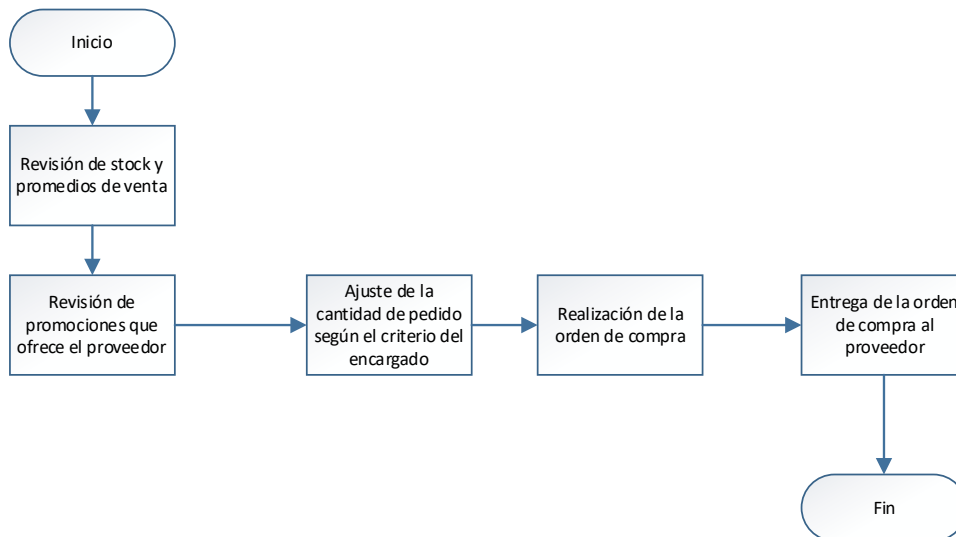 Inicio
Revisión de stock y
promedios de venta
Revisión de
promociones que
ofrece el proveedor
Ajuste de la
cantidad de pedido
según el criterio del
encargado
Realización de la
orden de compra
Entrega de la orden
de compra al
proveedor
Fin